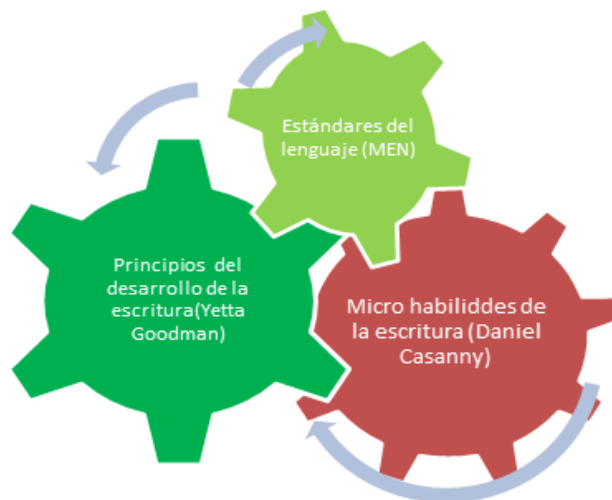 Estándares del
lenguaje (MEN)
Principios del
desarrollo de la
escritura(Yetta
Goodman)
Micro habiliddes de
la escritura (Daniel
Casanny)